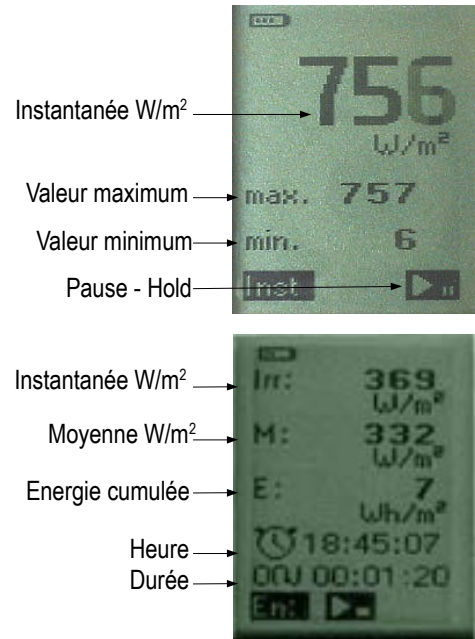 Instantanée W/m²
756
W/m²
Valeur maximum
max. 757
Valeur minimum
min. 6
Pause - Hold
Inst
Instantanée W/m²
Irr: 369
W/m²
Moyenne W/m²
M: 332
W/m²
Energie cumulée
E: 7
Wh/m²
Heure
18:45:07
Durée
00:01:20
En: